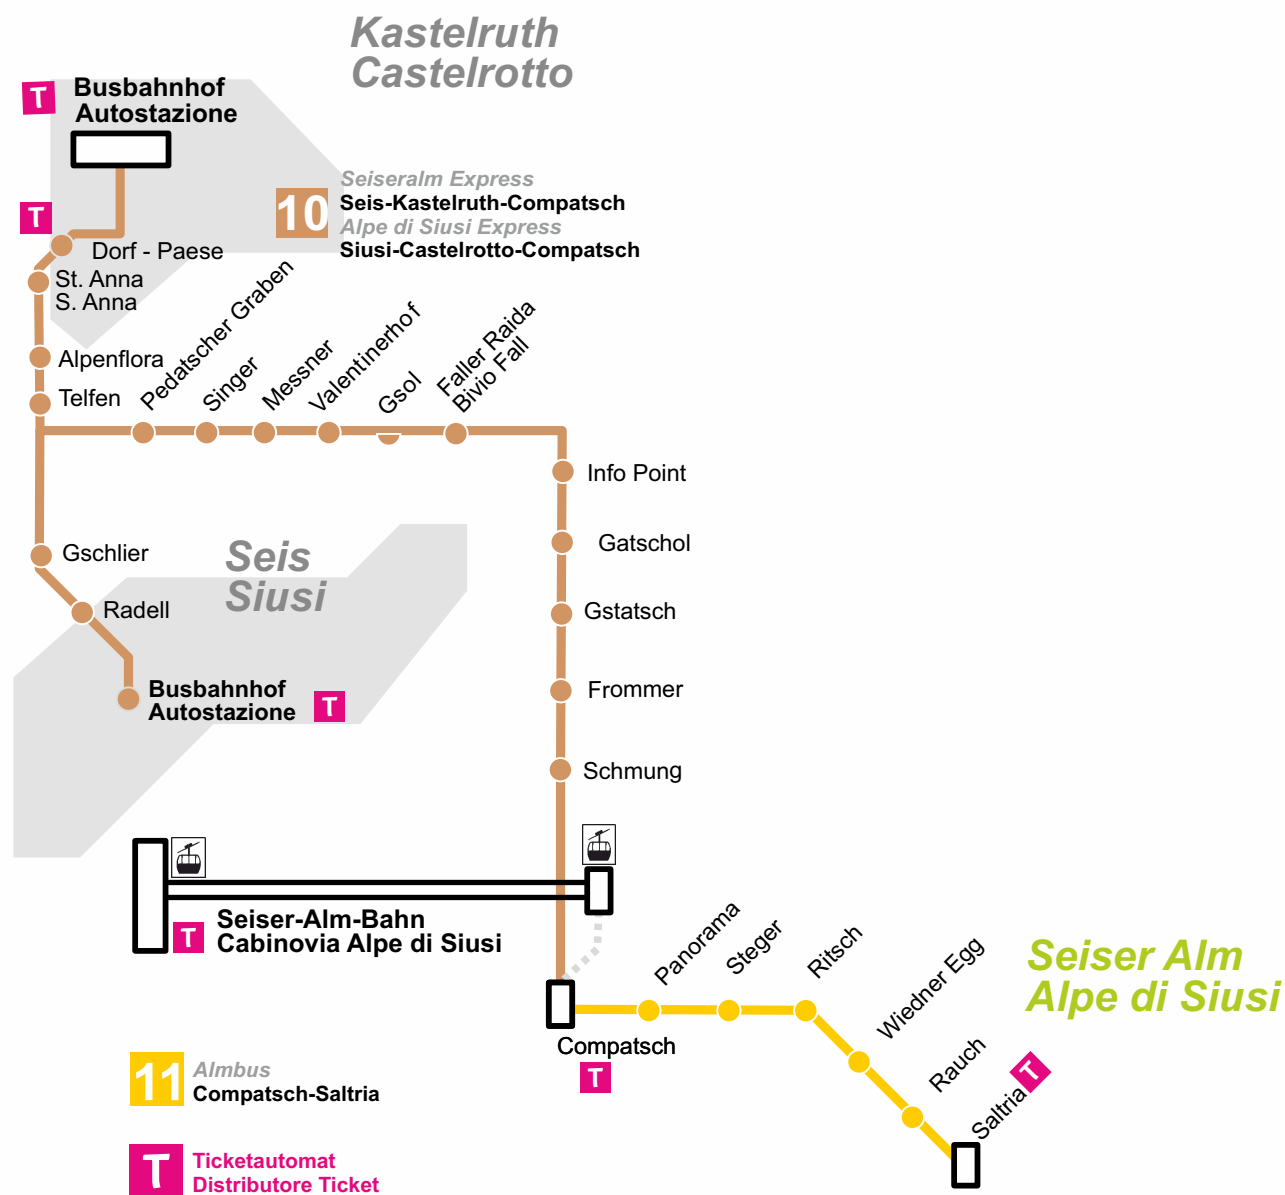 Kastelruth
Castelrotto
T
Busbahnhof
Autostazione
T
10
Seiseralm Express
Seis-Kastelruth-Compatsch
Alpe di Siusi Express
Siusi-Castelrotto-Compatsch
Dorf - Paese
St. Anna
S. Anna
Alpenflora
Telfen
Pedatscher Graben
Singer
Messner
Valentinerhof
Gsol
Faller Raida
Bivio Fall
Info Point
Gatschol
Gstatsch
Frommer
Schmung
Gschlier
Seis
Siusi
Radell
Busbahnhof
Autostazione
T
T
Seiser-Alm-Bahn
Cabinovia Alpe di Siusi
Compatsch
T
Panorama
Steger
Ritsch
Wiedner Egg
Rauch
Saltria
T
Seiser Alm
Alpe di Siusi
11
Almbus
Compatsch-Saltria
T
Ticketautomat
Distributore Ticket